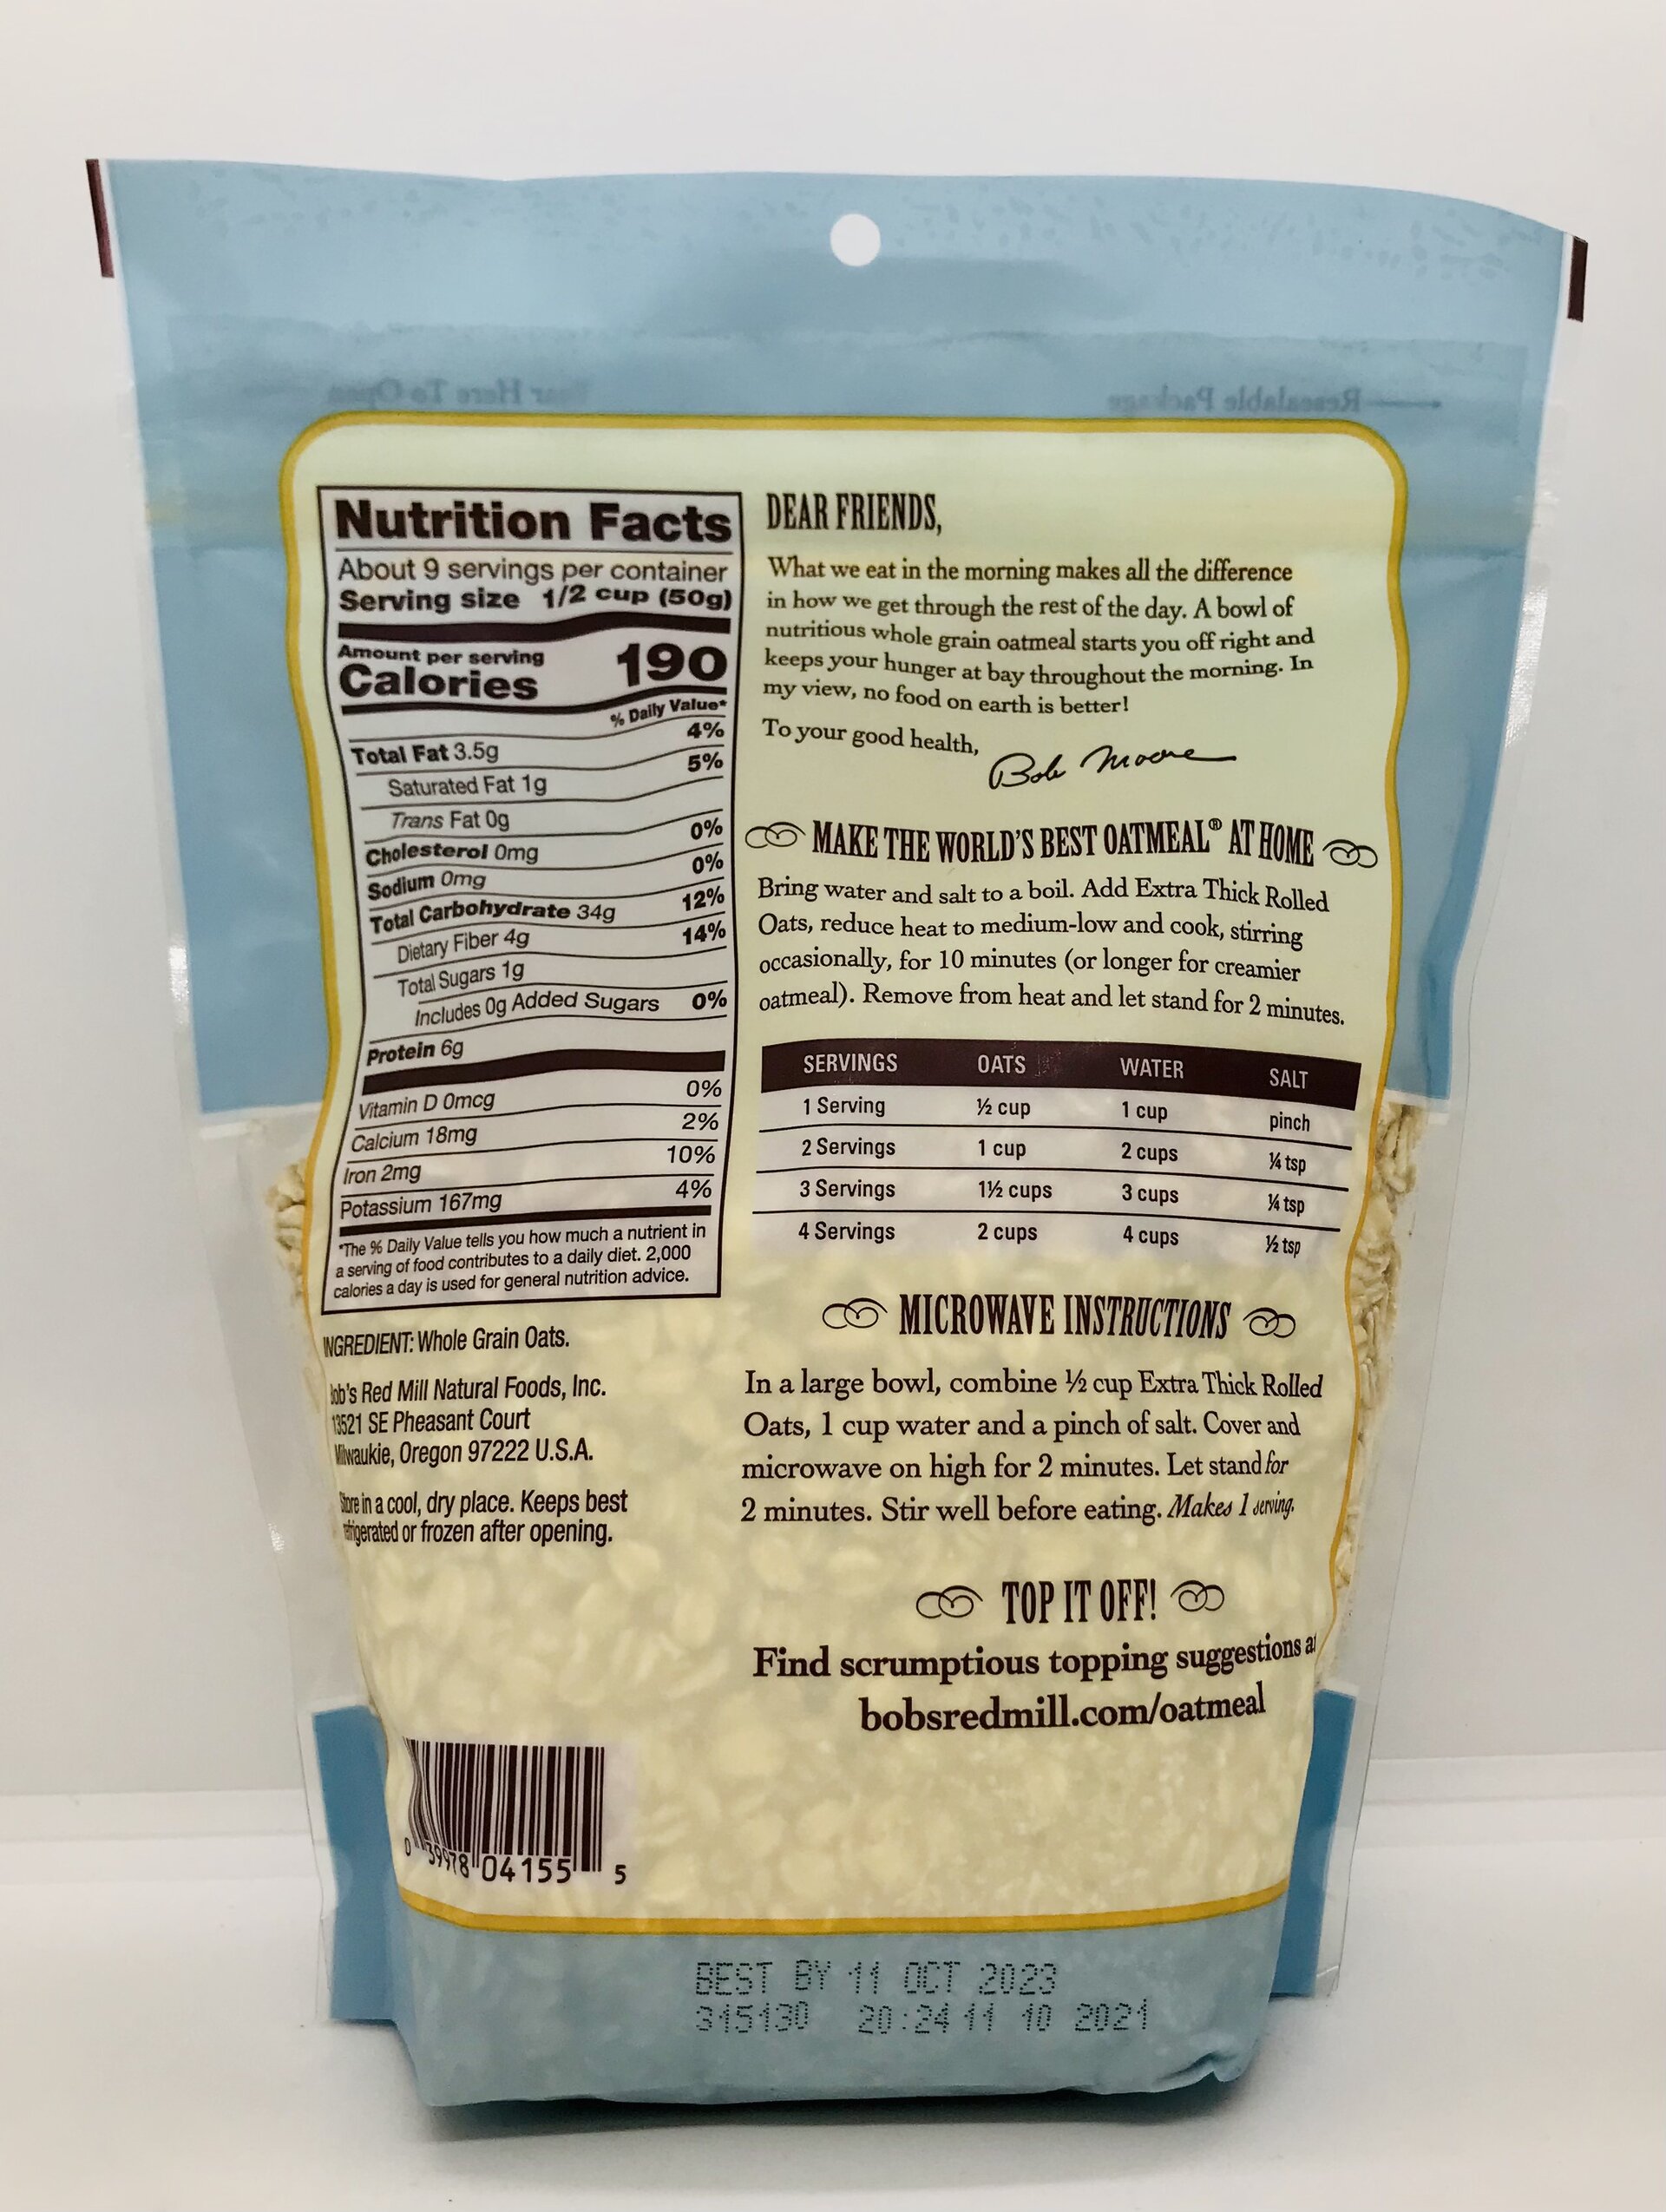 Resealable Package
Nutrition Facts
About 9 servings per container
Serving size 1/2 cup (50g)
Amount per serving
Calories 190
% Daily Value*
Total Fat 3.5g 4%
Saturated Fat 1g 5%
Trans Fat 0g
Cholesterol 0mg 0%
Sodium 0mg 0%
Total Carbohydrate 34g 12%
Dietary Fiber 4g 14%
Total Sugars 1g
Includes 0g Added Sugars 0%
Protein 6g
Vitamin D 0mcg 0%
Calcium 18mg 2%
Iron 2mg 10%
Potassium 167mg 4%
*The % Daily Value tells you how much a nutrient in
a serving of food contributes to a daily diet. 2,000
calories a day is used for general nutrition advice.
INGREDIENT: Whole Grain Oats.
Bob's Red Mill Natural Foods, Inc.
13521 SE Pheasant Court
Milwaukie, Oregon 97222 U.S.A.
Store in a cool, dry place. Keeps best
refrigerated or frozen after opening.
0 39978 04155 5
DEAR FRIENDS,
What we eat in the morning makes all the difference
in how we get through the rest of the day. A bowl of
nutritious whole grain oatmeal starts you off right and
keeps your hunger at bay throughout the morning. In
my view, no food on earth is better!
To your good health,
Bob Moore
MAKE THE WORLD'S BEST OATMEAL® AT HOME
Bring water and salt to a boil. Add Extra Thick Rolled
Oats, reduce heat to medium-low and cook, stirring
occasionally, for 10 minutes (or longer for creamier
oatmeal). Remove from heat and let stand for 2 minutes.
SERVINGS OATS WATER SALT
1 Serving ½ cup 1 cup pinch
2 Servings 1 cup 2 cups ¼ tsp
3 Servings 1½ cups 3 cups ¼ tsp
4 Servings 2 cups 4 cups ½ tsp
MICROWAVE INSTRUCTIONS
In a large bowl, combine ½ cup Extra Thick Rolled
Oats, 1 cup water and a pinch of salt. Cover and
microwave on high for 2 minutes. Let stand for
2 minutes. Stir well before eating. Makes 1 serving.
TOP IT OFF!
Find scrumptious topping suggestions at
bobsredmill.com/oatmeal
BEST BY 11 OCT 2023
315130 20:24 11 10 2021